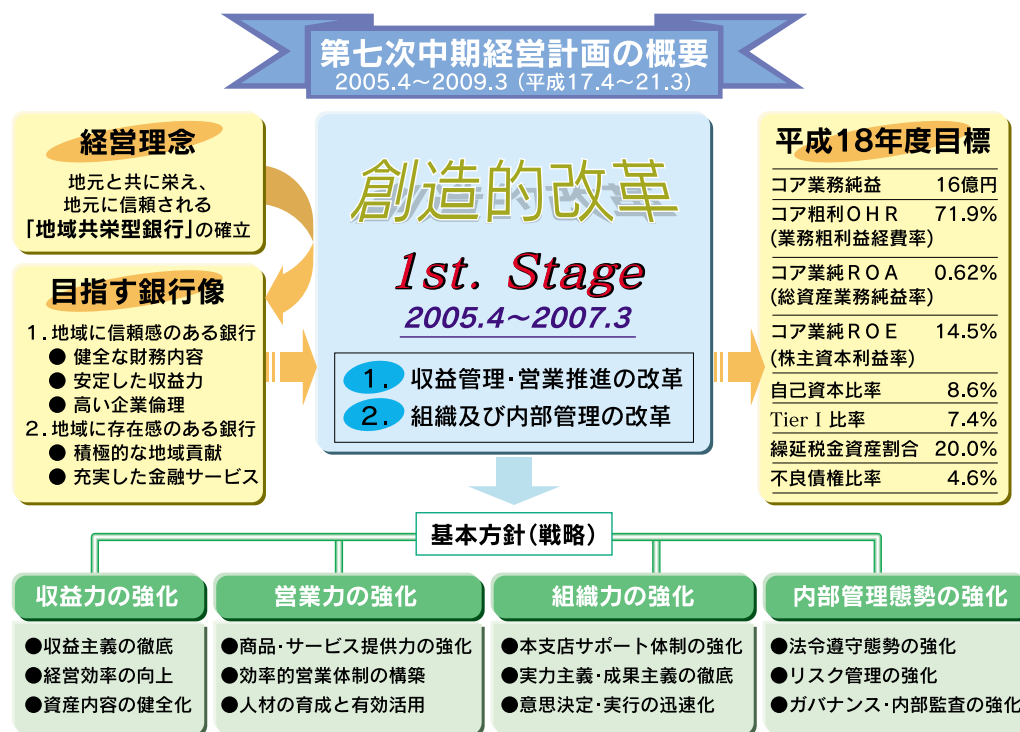 第七次中期経営計画の概要
2005.4～2009.3（平成17.4～21.3）
経営理念
地元と共に栄え、
地元に信頼される
「地域共栄型銀行」の確立
目指す銀行像
1．地域に信頼感のある銀行
● 健全な財務内容
● 安定した収益力
● 高い企業倫理
2．地域に存在感のある銀行
● 積極的な地域貢献
● 充実した金融サービス
創造的改革
1st. Stage
2005.4～2007.3
1． 収益管理・営業推進の改革
2． 組織及び内部管理の改革
平成18年度目標
コア業務純益 16億円
コア粗利OHR 71.9%
(業務粗利益経費率)
コア業純ROA 0.62%
(総資産業務純益率)
コア業純ROE 14.5%
(株主資本利益率)
自己資本比率 8.6%
Tier I 比率 7.4%
繰延税金資産割合 20.0%
不良債権比率 4.6%
基本方針（戦略）
収益力の強化
●収益主義の徹底
●経営効率の向上
●資産内容の健全化
営業力の強化
●商品・サービス提供力の強化
●効率的営業体制の構築
●人材の育成と有効活用
組織力の強化
●本支店サポート体制の強化
●実力主義・成果主義の徹底
●意思決定・実行の迅速化
内部管理態勢の強化
●法令遵守態勢の強化
●リスク管理の強化
●ガバナンス・内部監査の強化